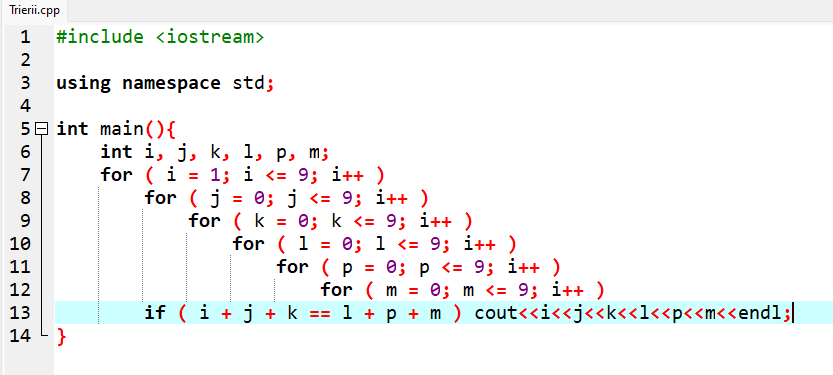 Trierii.cpp
1 #include <iostream>
2
3 using namespace std;
4
5 int main(){
6 int i, j, k, l, p, m;
7 for ( i = 1; i <= 9; i++ )
8 for ( j = 0; j <= 9; i++ )
9 for ( k = 0; k <= 9; i++ )
10 for ( l = 0; l <= 9; i++ )
11 for ( p = 0; p <= 9; i++ )
12 for ( m = 0; m <= 9; i++ )
13 if ( i + j + k == l + p + m ) cout<<i<<j<<k<<l<<p<<m<<endl;
14 }